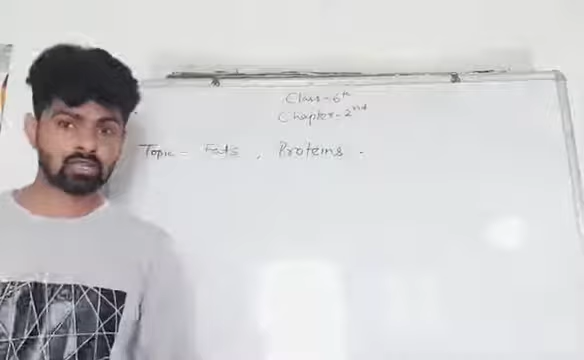 Class-6th
Chapter-2nd
Topic - Fats, Proteins.